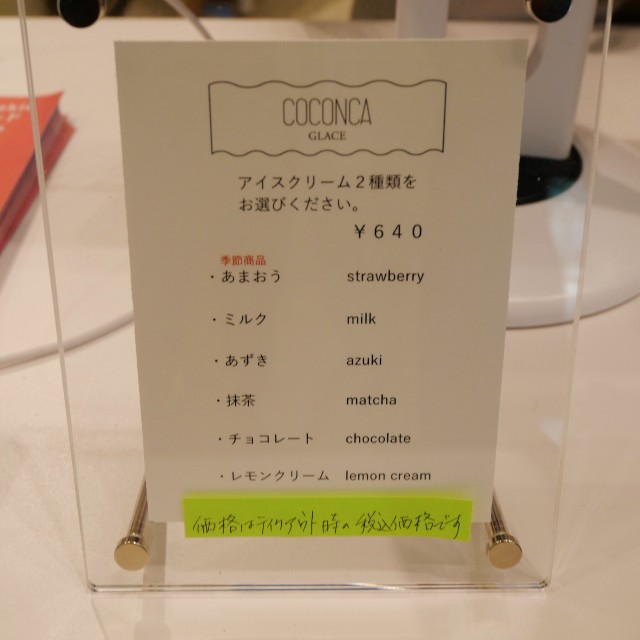 COCONCA
GLACE
アイスクリーム２種類を
お選びください。
￥６４０
季節商品
・あまおう strawberry
・ミルク milk
・あずき azuki
・抹茶 matcha
・チョコレート chocolate
・レモンクリーム lemon cream
価格はテイクアウト時の税込価格です